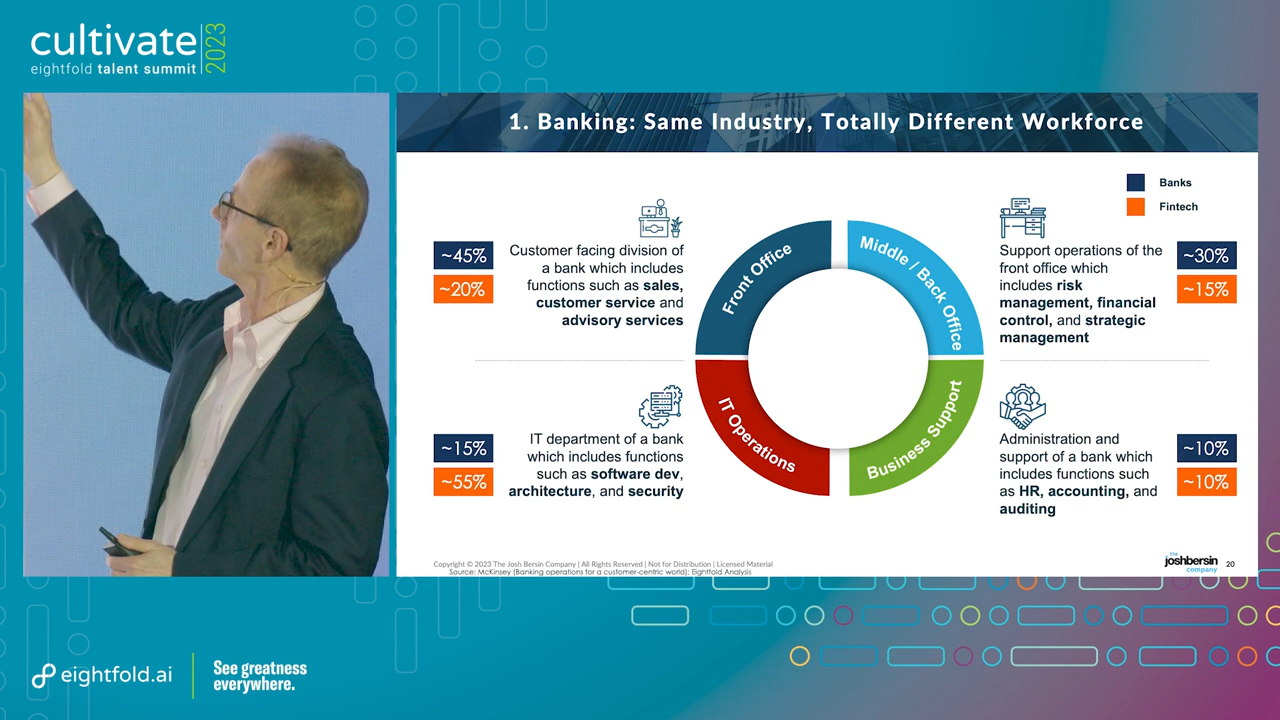 cultivate 2023
eightfold talent summit
1. Banking: Same Industry, Totally Different Workforce
Banks
Fintech
~45%
~20%
Customer facing division of
a bank which includes
functions such as sales,
customer service and
advisory services
Front Office
Middle / Back Office
Support operations of the
front office which
includes risk
management, financial
control, and strategic
management
~30%
~15%
~15%
~55%
IT department of a bank
which includes functions
such as software dev,
architecture, and security
IT Operations
Business Support
Administration and
support of a bank which
includes functions such
as HR, accounting, and
auditing
~10%
~10%
Copyright © 2023 The Josh Bersin Company | All Rights Reserved | Not for Distribution | Licensed Material
Source: McKinsey (Banking operations for a customer-centric world); Eightfold Analysis
the
joshbersin
company
20
eightfold.ai
See greatness
everywhere.